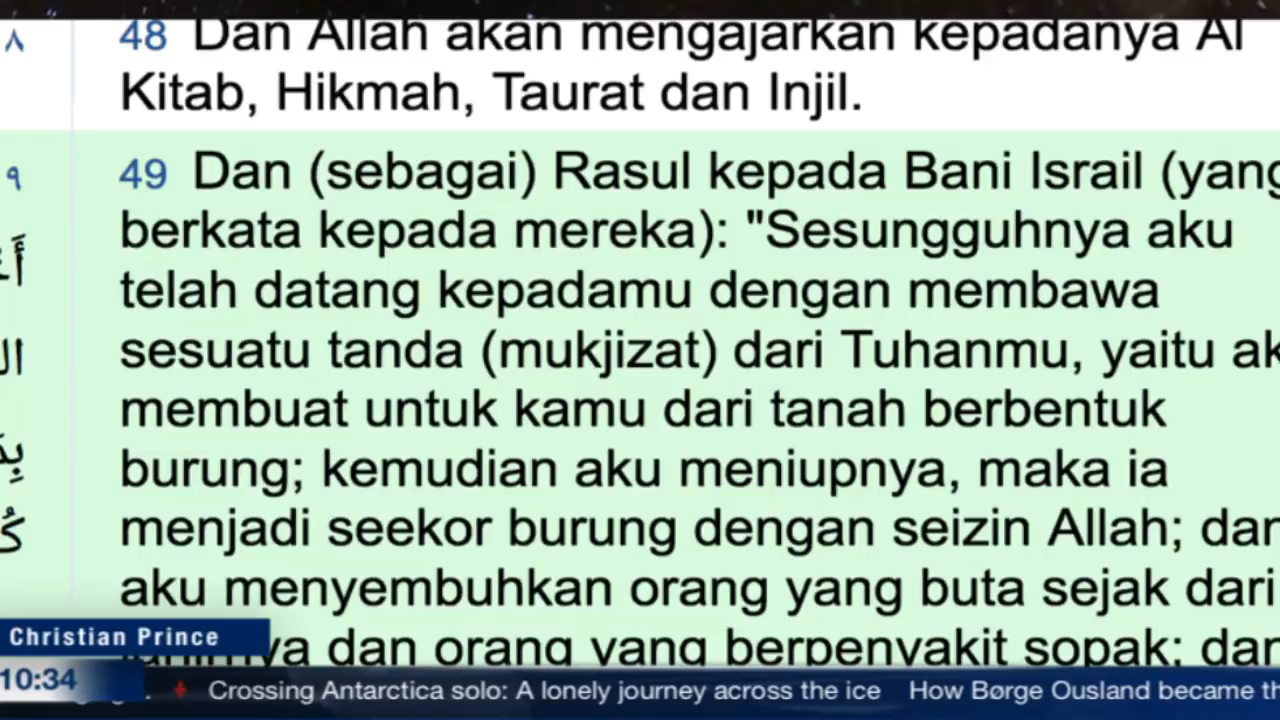 48 Dan Allah akan mengajarkan kepadanya Al
Kitab, Hikmah, Taurat dan Injil.
49 Dan (sebagai) Rasul kepada Bani Israil (yang
berkata kepada mereka): "Sesungguhnya aku
telah datang kepadamu dengan membawa
sesuatu tanda (mukjizat) dari Tuhanmu, yaitu ak
membuat untuk kamu dari tanah berbentuk
burung; kemudian aku meniupnya, maka ia
menjadi seekor burung dengan seizin Allah; dan
aku menyembuhkan orang yang buta sejak dari
dan orang yang berpenyakit sopak; dan
Christian Prince
10:34
Crossing Antarctica solo: A lonely journey across the ice How Børge Ousland became th